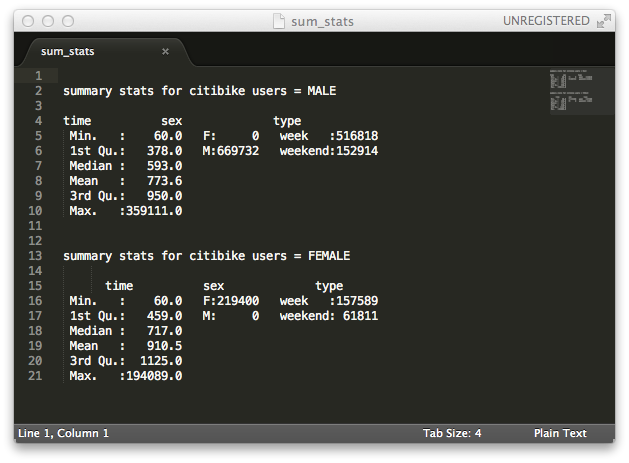 sum_stats UNREGISTERED
sum_stats ×
1
2 summary stats for citibike users = MALE
3
4 time sex type
5 Min. : 60.0 F: 0 week :516818
6 1st Qu.: 378.0 M:669732 weekend:152914
7 Median : 593.0
8 Mean : 773.6
9 3rd Qu.: 950.0
10 Max. :359111.0
11
12
13 summary stats for citibike users = FEMALE
14
15 time sex type
16 Min. : 60.0 F:219400 week :157589
17 1st Qu.: 459.0 M: 0 weekend: 61811
18 Median : 717.0
19 Mean : 910.5
20 3rd Qu.: 1125.0
21 Max. :194089.0
Line 1, Column 1 Tab Size: 4 Plain Text